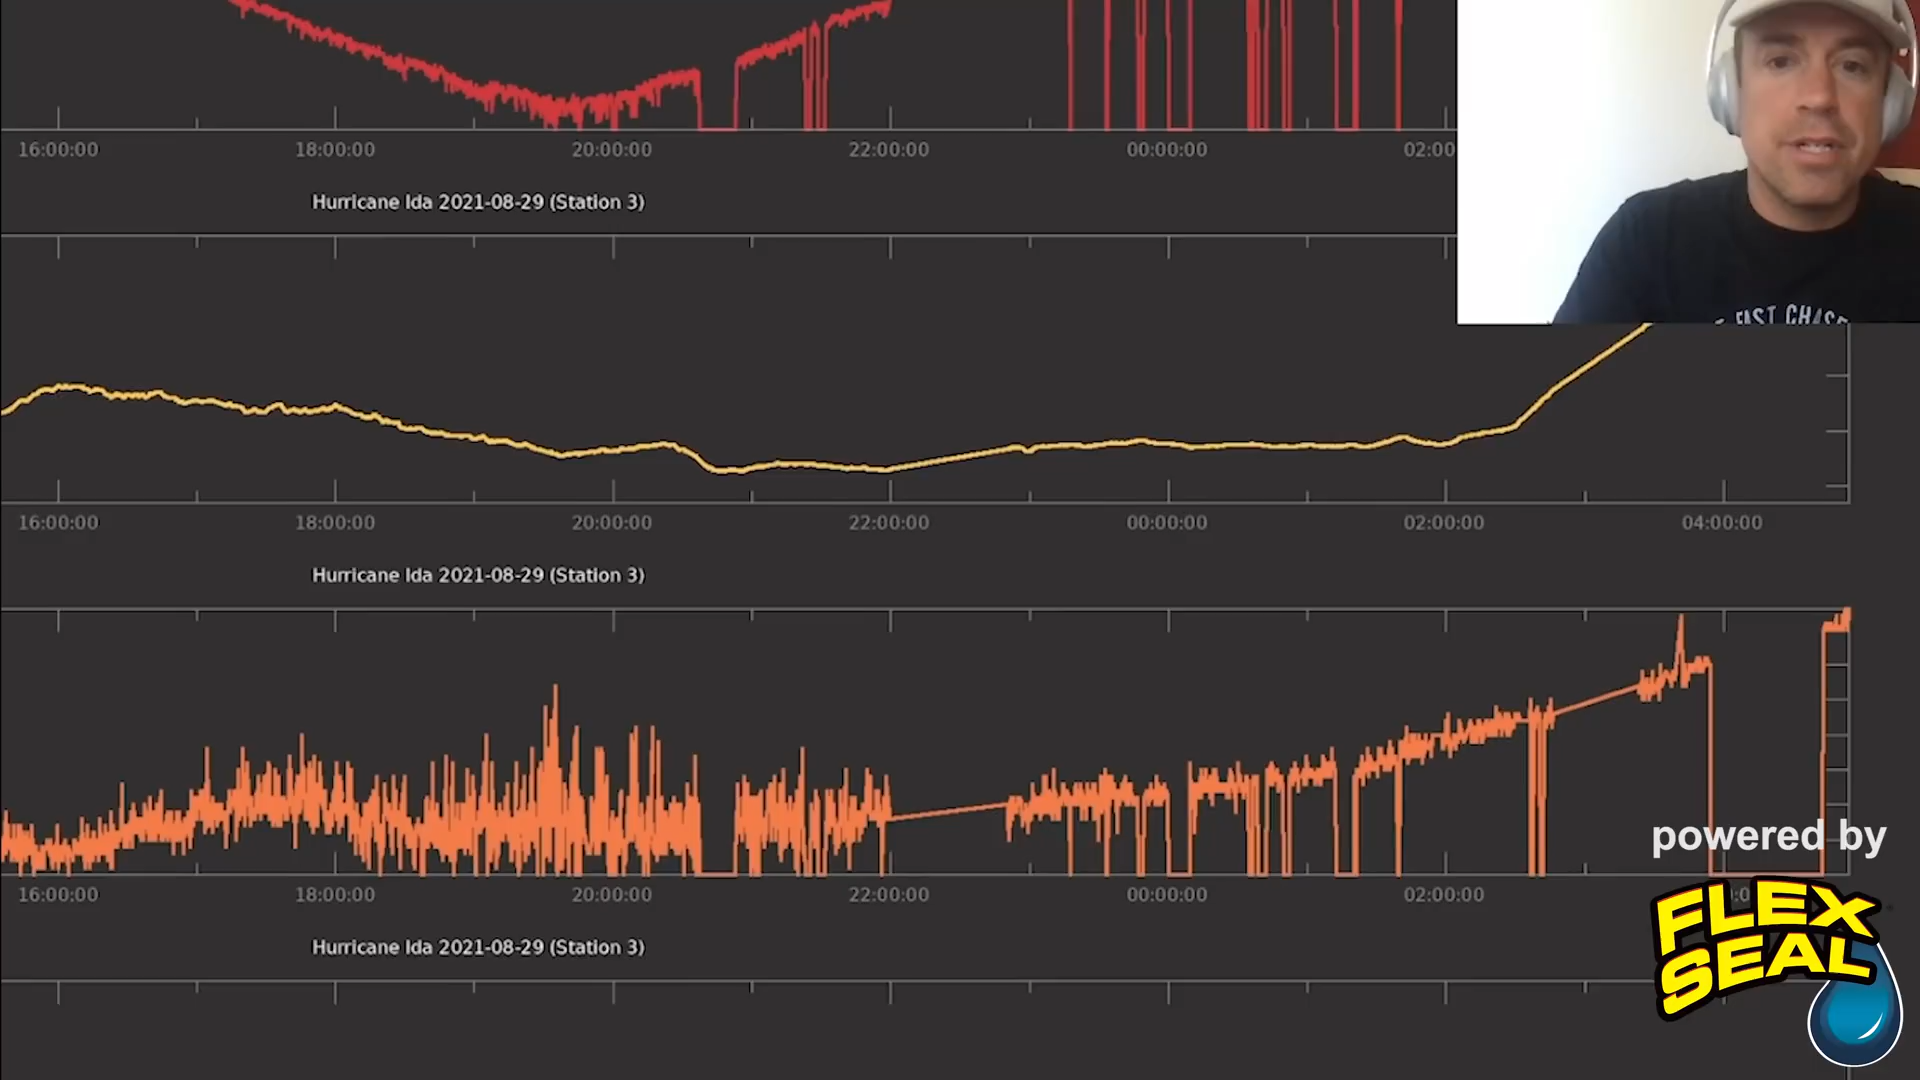 16:00:00 18:00:00 20:00:00 22:00:00 00:00:00 02:00
Hurricane Ida 2021-08-29 (Station 3)
FAST CHASE
16:00:00 18:00:00 20:00:00 22:00:00 00:00:00 02:00:00 04:00:00
Hurricane Ida 2021-08-29 (Station 3)
powered by
16:00:00 18:00:00 20:00:00 22:00:00 00:00:00 02:00:00
FLEX
SEAL
Hurricane Ida 2021-08-29 (Station 3)